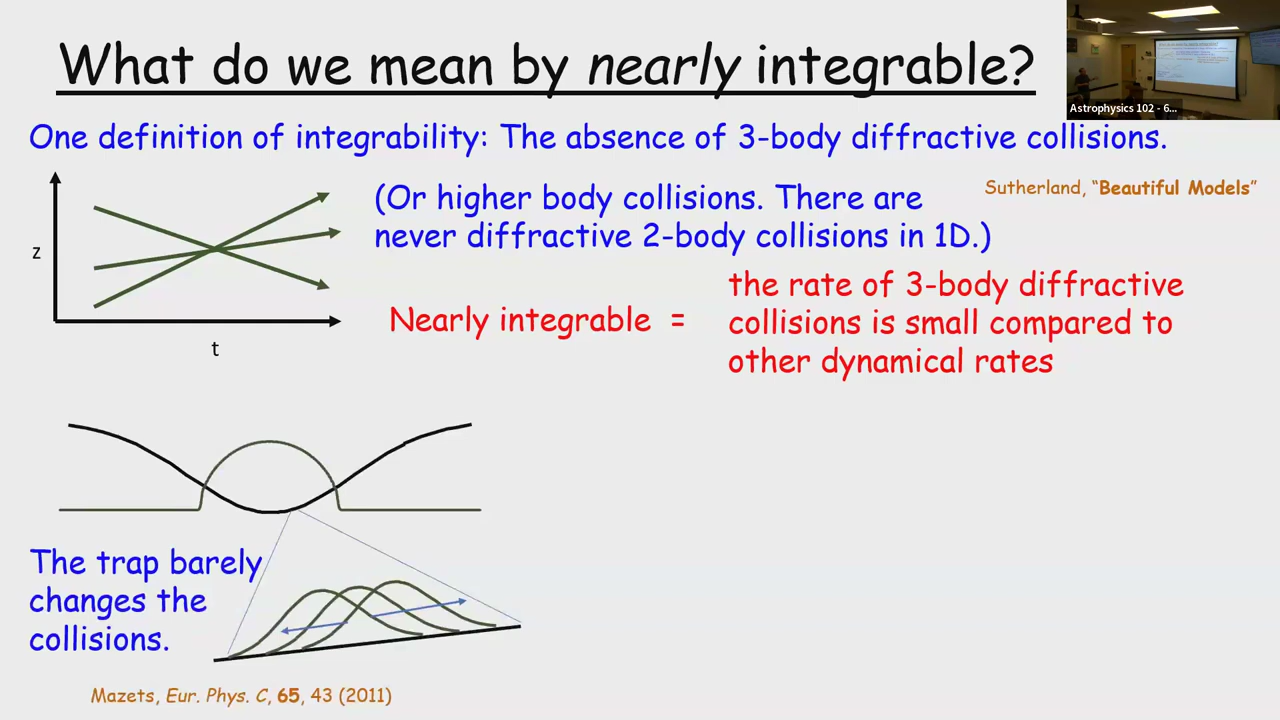 What do we mean by nearly integrable?
Astrophysics 102 - 6...
One definition of integrability: The absence of 3-body diffractive collisions.
Sutherland, “Beautiful Models”
(Or higher body collisions. There are
never diffractive 2-body collisions in 1D.)
z
t
Nearly integrable =
the rate of 3-body diffractive
collisions is small compared to
other dynamical rates
The trap barely
changes the
collisions.
Mazets, Eur. Phys. C, 65, 43 (2011)